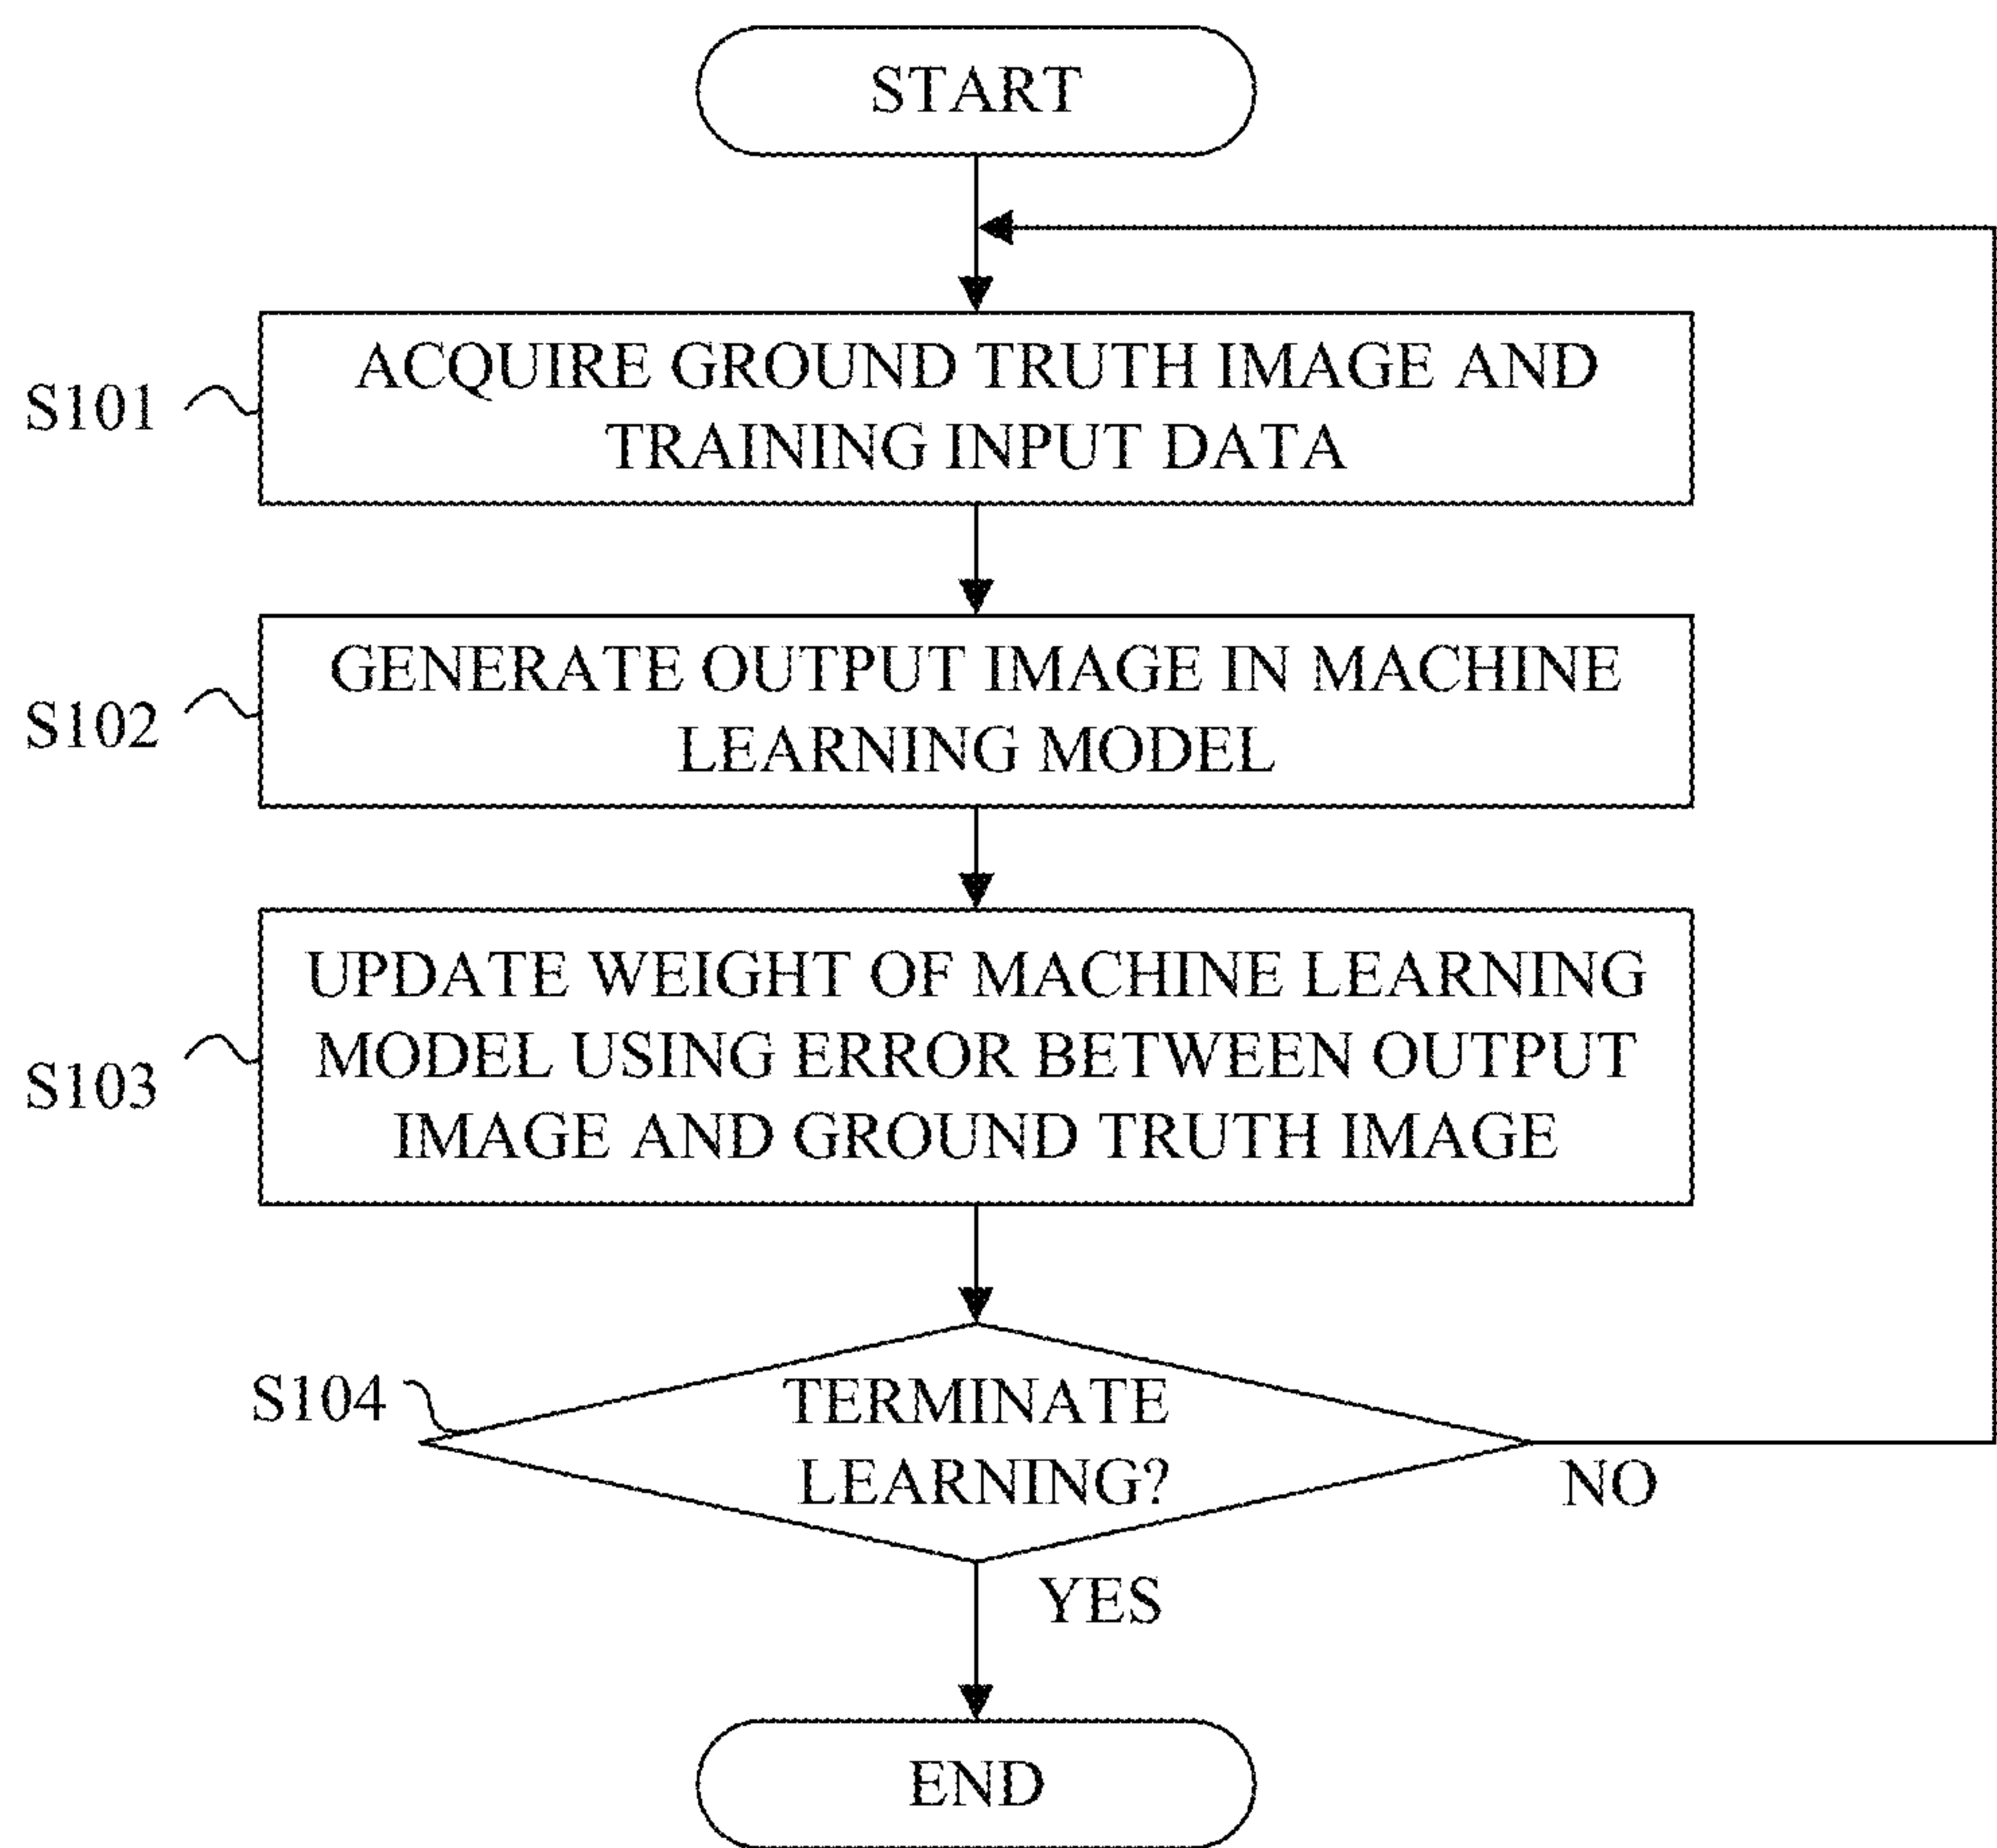 START
S101
ACQUIRE GROUND TRUTH IMAGE AND
TRAINING INPUT DATA
S102
GENERATE OUTPUT IMAGE IN MACHINE
LEARNING MODEL
S103
UPDATE WEIGHT OF MACHINE LEARNING
MODEL USING ERROR BETWEEN OUTPUT
IMAGE AND GROUND TRUTH IMAGE
S104
TERMINATE
LEARNING?
NO
YES
END